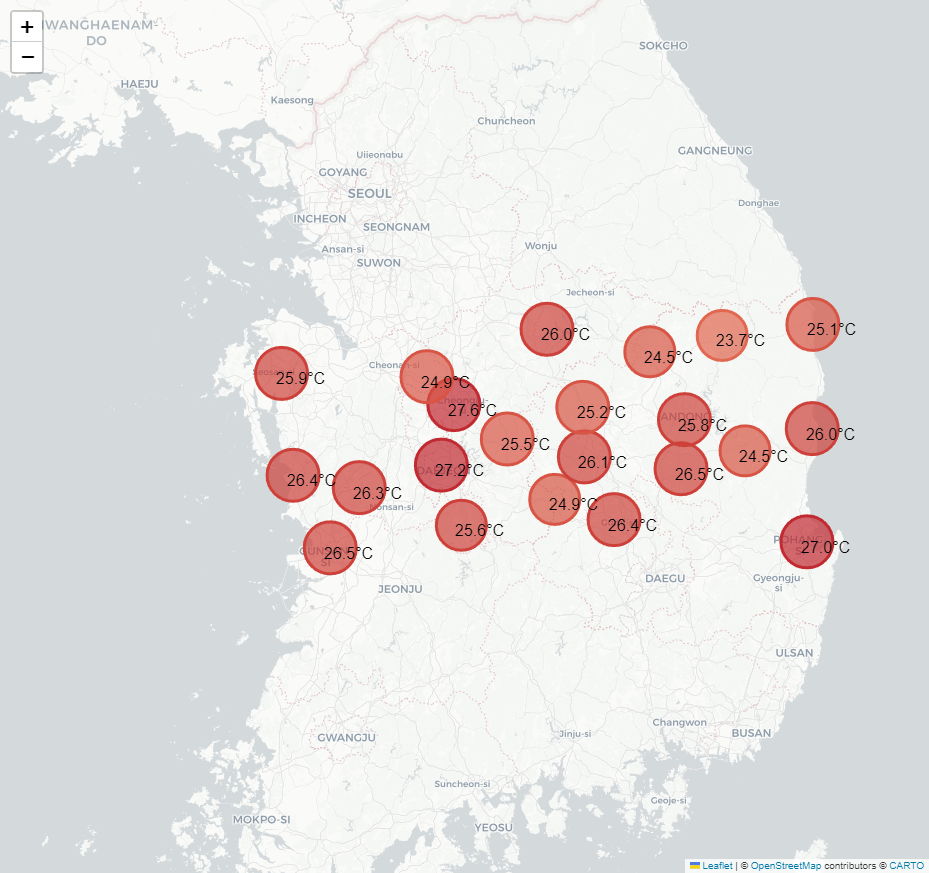 +
−
HWANGHAENAM-
DO
SOKCHO
HAEJU
Kaesong
Chuncheon
Uijeongbu
GANGNEUNG
GOYANG
SEOUL
Donghae
INCHEON
SEONGNAM
Ansan-si
Wonju
SUWON
Jecheon-si
25.1°C
26.0°C
23.7°C
24.5°C
Cheonan-si
25.9°C
24.9°C
27.6°C
25.2°C
ANDONG
25.8°C
26.0°C
25.5°C
24.5°C
26.1°C
27.2°C
26.5°C
26.4°C
26.3°C
Nonsan-si
24.9°C
26.4°C
25.6°C
26.5°C
SI
POHANG
SI
27.0°C
DAEGU
Gyeongju-
si
JEONJU
ULSAN
Changwon
BUSAN
GWANGJU
Jinju-si
Suncheon-si
Geoje-si
MOKPO-SI
YEOSU
Leaflet | © OpenStreetMap contributors © CARTO